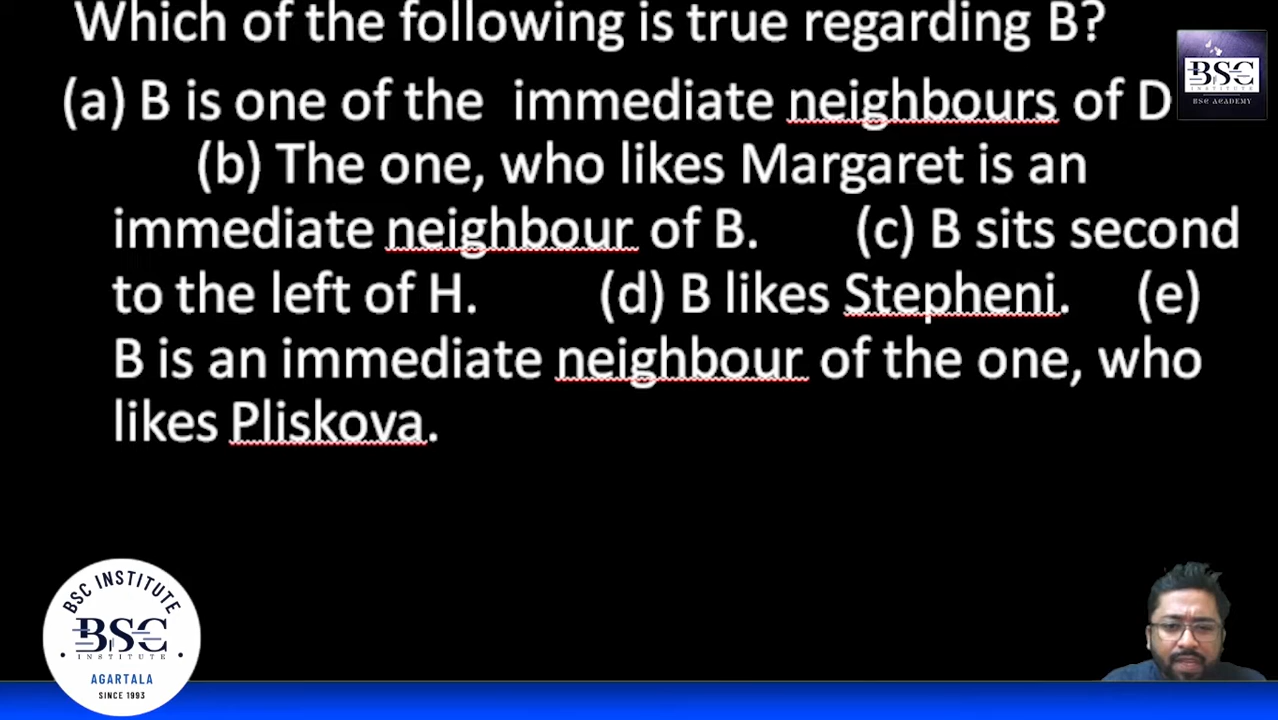 Which of the following is true regarding B?
(a) B is one of the immediate neighbours of D
(b) The one, who likes Margaret is an
immediate neighbour of B. (c) B sits second
to the left of H. (d) B likes Stepheni. (e)
B is an immediate neighbour of the one, who
likes Pliskova.
BSC
INSTITUTE
BSC ACADEMY
BSC INSTITUTE
BSC
INSTITUTE
AGARTALA
SINCE 1993